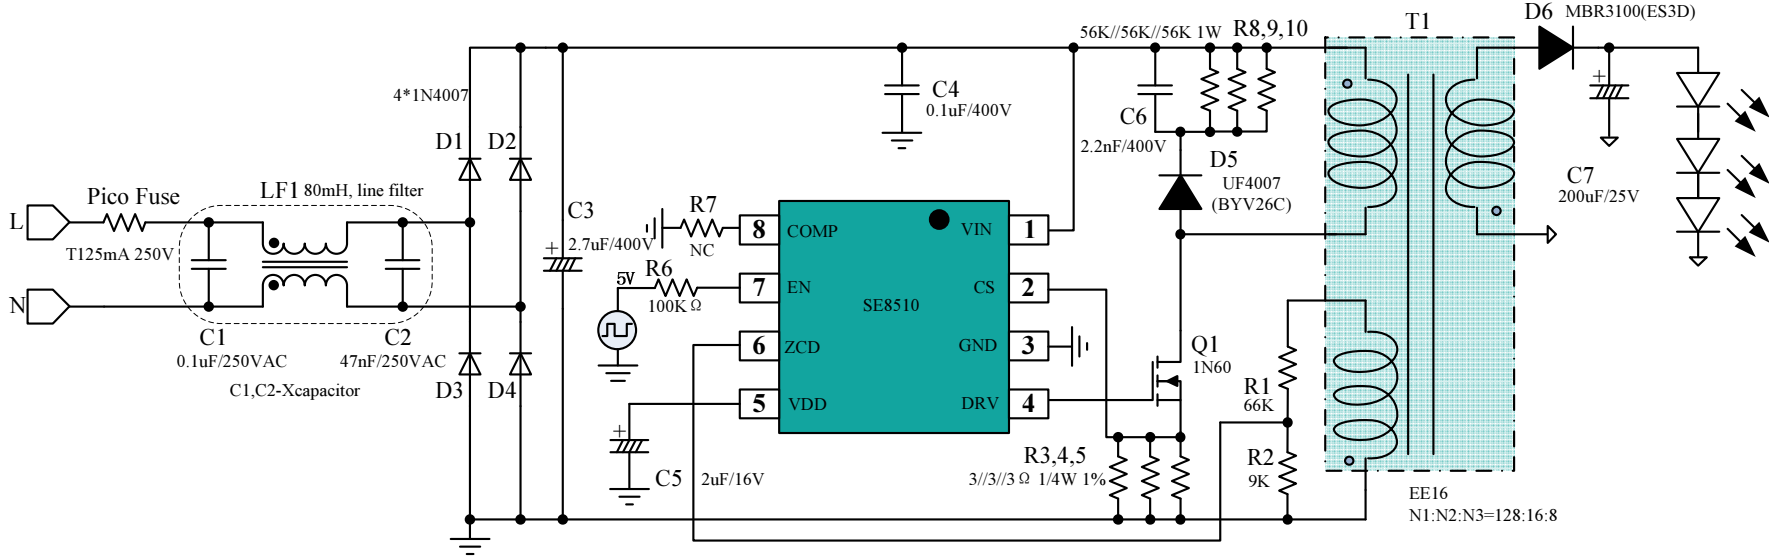 T1
D6 MBR3100(ES3D)
56K//56K//56K 1W R8,9,10
4*1N4007
C4
0.1uF/400V
C6
2.2nF/400V
D1 D2
D5
UF4007
(BYV26C)
C7
200uF/25V
Pico Fuse
LF1 80mH, line filter
L
T125mA 250V
C3
2.7uF/400V
R7
NC
8 COMP
VIN 1
5V
R6
100KΩ
7 EN
CS 2
SE8510
N
C1
0.1uF/250VAC
C2
47nF/250VAC
C1,C2-Xcapacitor
D3 D4
6 ZCD
GND 3
Q1
1N60
5 VDD
DRV 4
R1
66K
C5
2uF/16V
R3,4,5
3//3//3Ω 1/4W 1%
R2
9K
EE16
N1:N2:N3=128:16:8
+
+
+